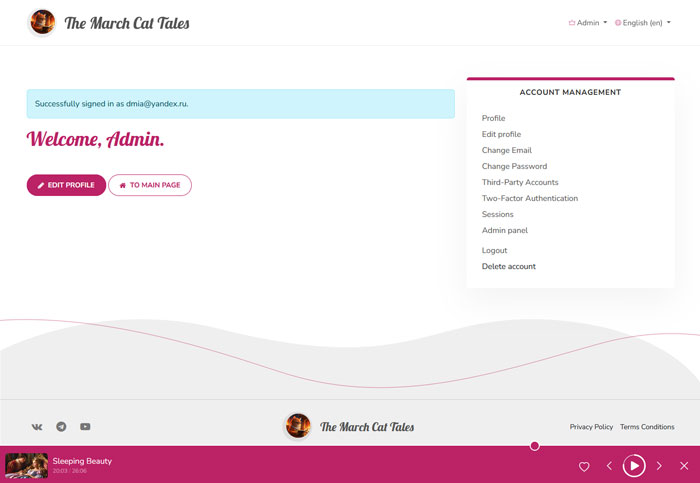 The March Cat Tales
Admin
English (en)
Successfully signed in as dmia@yandex.ru.
Welcome, Admin.
EDIT PROFILE
TO MAIN PAGE
ACCOUNT MANAGEMENT
Profile
Edit profile
Change Email
Change Password
Third-Party Accounts
Two-Factor Authentication
Sessions
Admin panel
Logout
Delete account
The March Cat Tales
Privacy Policy
Terms Conditions
Sleeping Beauty
20:03 / 26:06